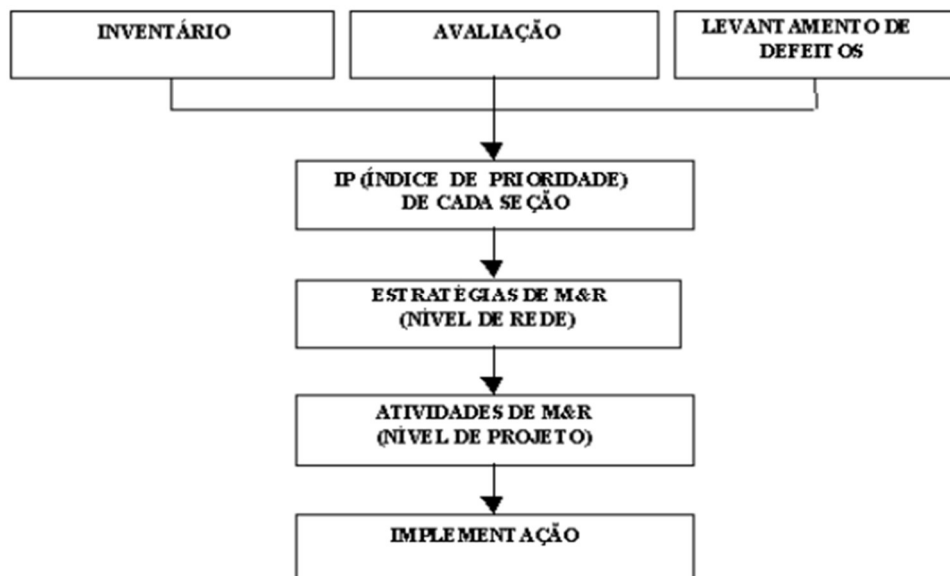 INVENTÁRIO
AVALIAÇÃO
LEVANTAMENTO DE
DEFEITOS
IP (ÍNDICE DE PRIORIDADE)
DE CADA SEÇÃO
ESTRATÉGIAS DE M&R
(NÍVEL DE REDE)
ATIVIDADES DE M&R
(NÍVEL DE PROJETO)
IMPLEMENTAÇÃO